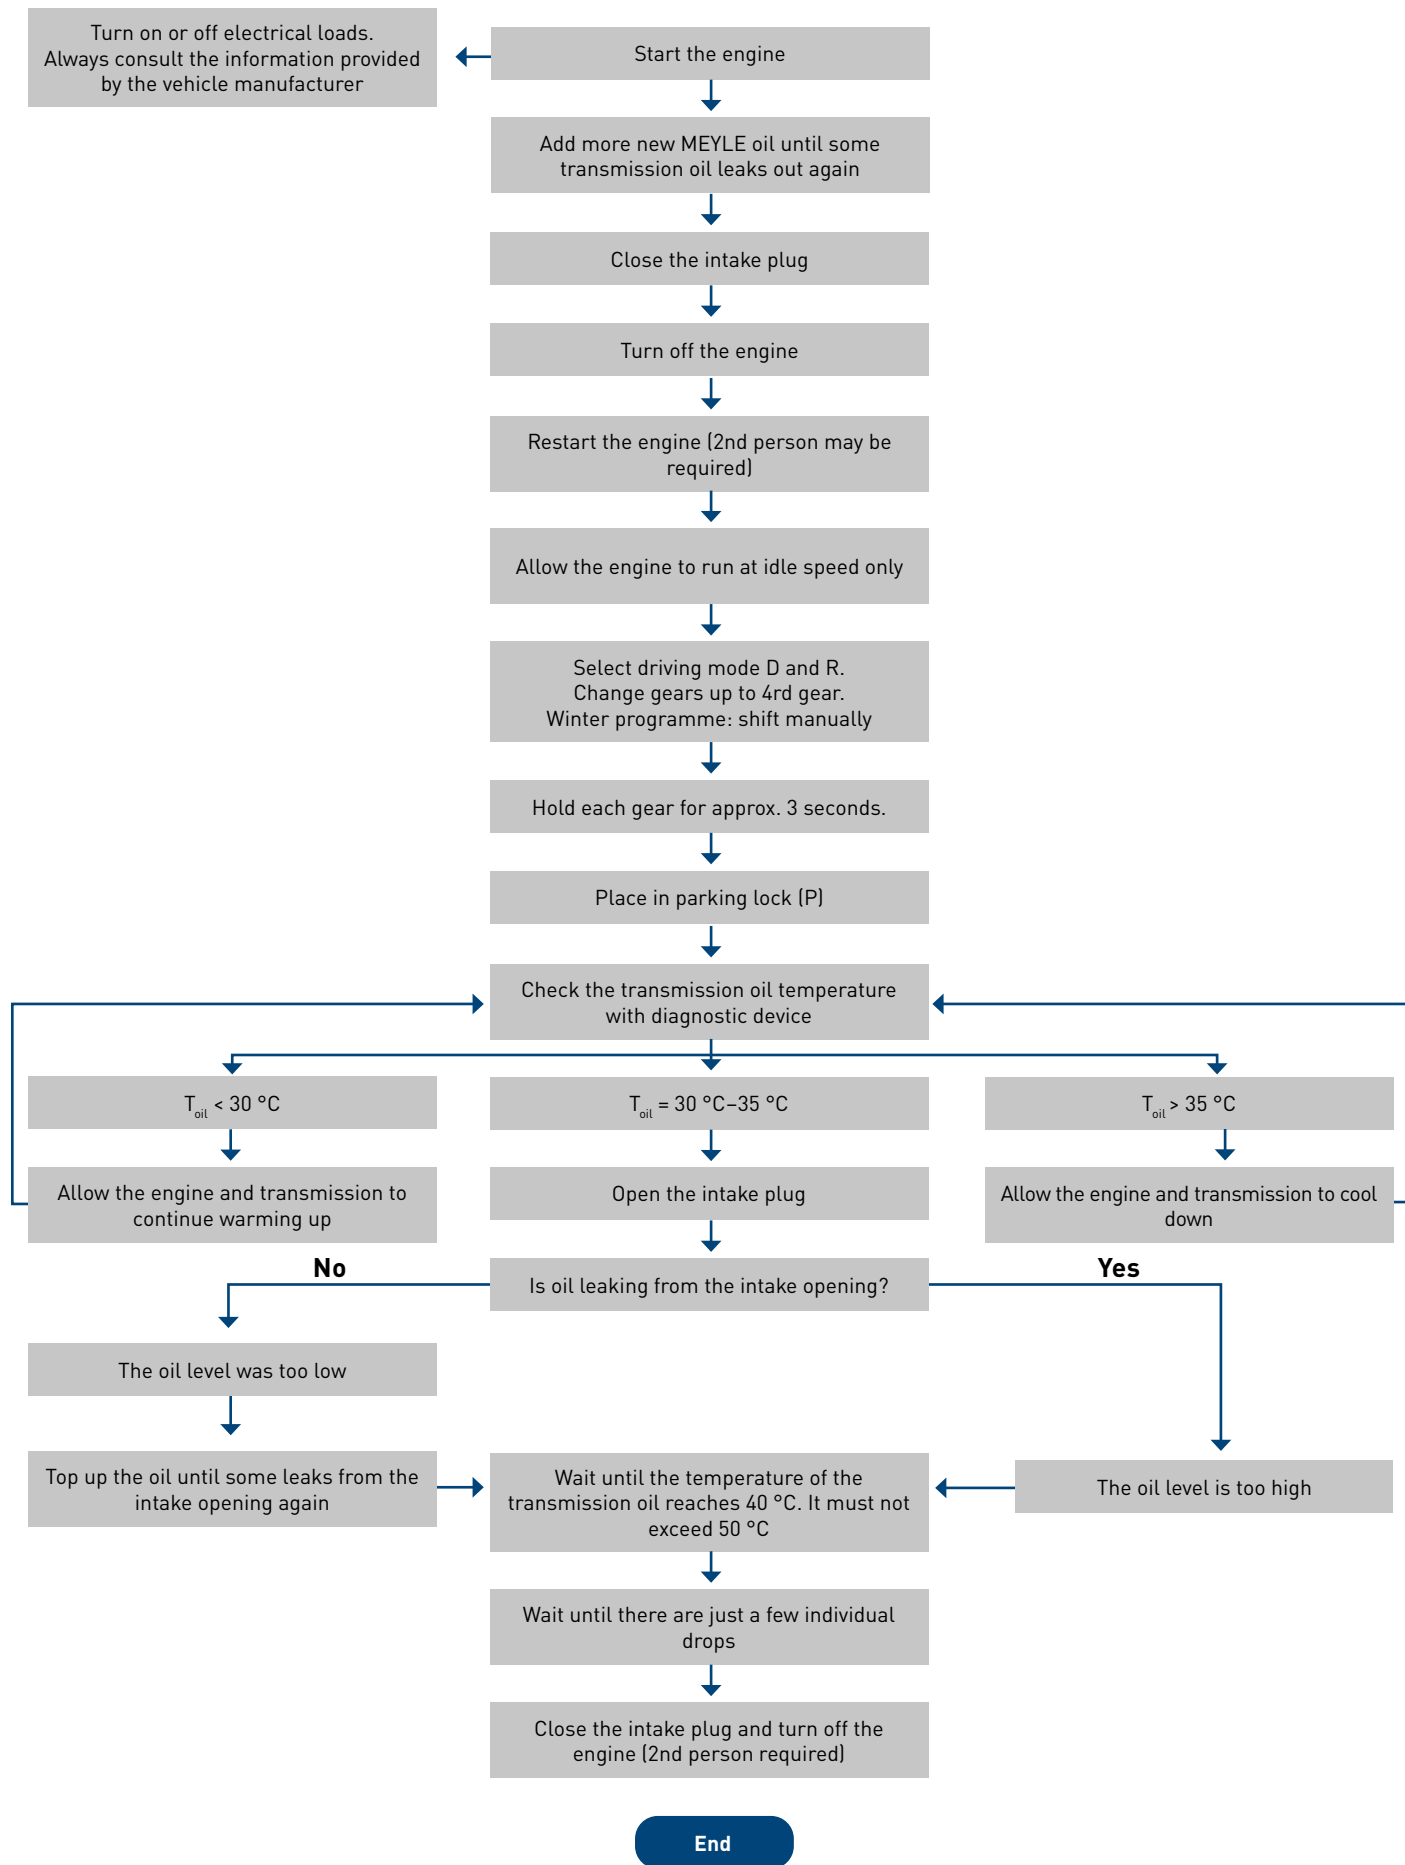 Turn on or off electrical loads.
Always consult the information provided
by the vehicle manufacturer
Start the engine
Add more new MEYLE oil until some
transmission oil leaks out again
Close the intake plug
Turn off the engine
Restart the engine (2nd person may be
required)
Allow the engine to run at idle speed only
Select driving mode D and R.
Change gears up to 4rd gear.
Winter programme: shift manually
Hold each gear for approx. 3 seconds.
Place in parking lock (P)
Check the transmission oil temperature
with diagnostic device
Toil < 30 °C
Toil = 30 °C–35 °C
Toil > 35 °C
Allow the engine and transmission to
continue warming up
Open the intake plug
Allow the engine and transmission to cool
down
No
Is oil leaking from the intake opening?
Yes
The oil level was too low
Top up the oil until some leaks from the
intake opening again
Wait until the temperature of the
transmission oil reaches 40 °C. It must not
exceed 50 °C
The oil level is too high
Wait until there are just a few individual
drops
Close the intake plug and turn off the
engine (2nd person required)
End